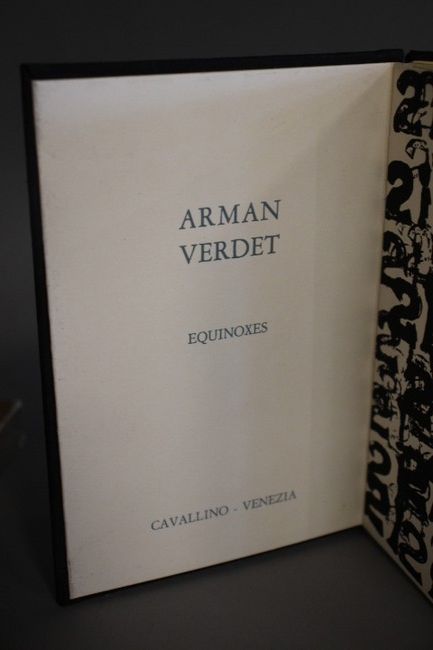 ARMAN
VERDET
EQUINOXES
CAVALLINO - VENEZIA